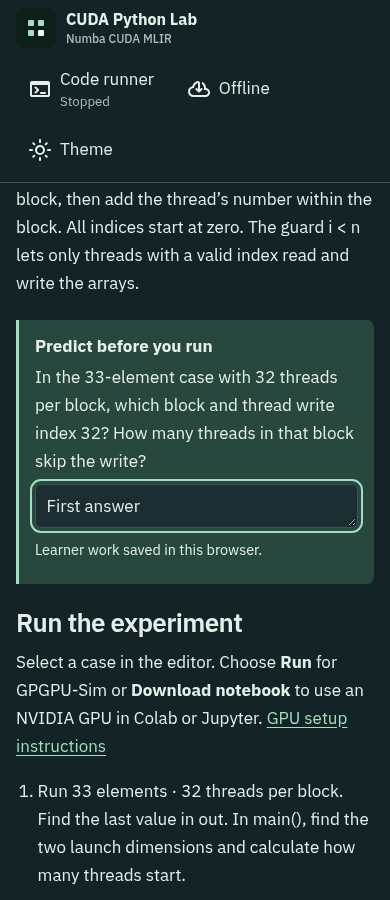 CUDA Python Lab
Numba CUDA MLIR
Code runner
Stopped
Offline
Theme
block, then add the thread’s number within the
block. All indices start at zero. The guard i < n
lets only threads with a valid index read and
write the arrays.
Predict before you run
In the 33-element case with 32 threads
per block, which block and thread write
index 32? How many threads in that block
skip the write?
First answer
Learner work saved in this browser.
Run the experiment
Select a case in the editor. Choose Run for
GPGPU-Sim or Download notebook to use an
NVIDIA GPU in Colab or Jupyter. GPU setup
instructions
1. Run 33 elements · 32 threads per block.
Find the last value in out. In main(), find the
two launch dimensions and calculate how
many threads start.